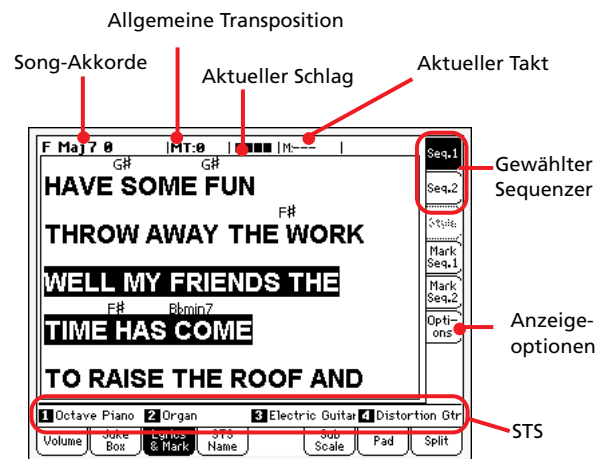 Allgemeine Transposition
Song-Akkorde
Aktueller Schlag
Aktueller Takt
F Maj7 0 |MT:0 | |M:--- |
G# G#
HAVE SOME FUN
F#
THROW AWAY THE WORK
WELL MY FRIENDS THE
F# Bbmin7
TIME HAS COME
TO RAISE THE ROOF AND
Seq.1
Seq.2
Style
Mark
Seq.1
Mark
Seq.2
Opti-
ons
Gewählter
Sequenzer
Anzeige-
optionen
1 Octave Piano 2 Organ 3 Electric Guitar 4 Distortion Gtr
STS
Volume
Juke
Box
Lyrics
& Mark
STS
Name
Sub
Scale
Pad
Split